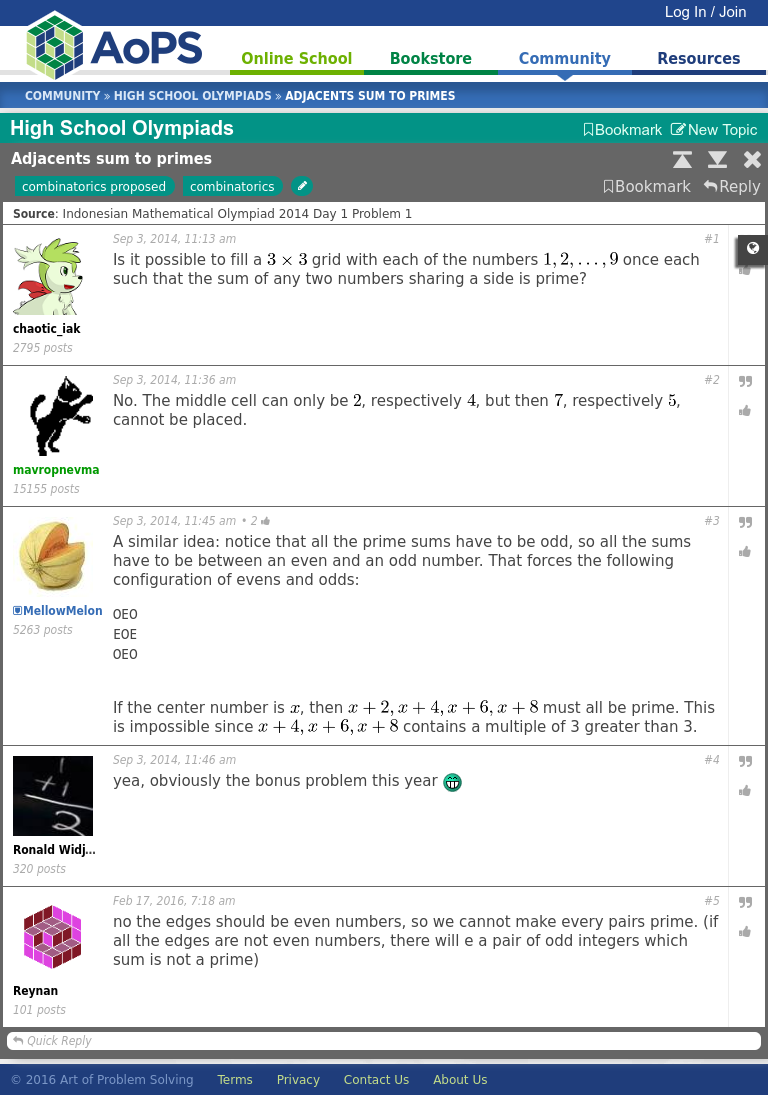 Log In / Join
AoPS
Online School Bookstore Community Resources
COMMUNITY » HIGH SCHOOL OLYMPIADS » ADJACENTS SUM TO PRIMES
High School Olympiads Bookmark New Topic
Adjacents sum to primes
combinatorics proposed combinatorics Bookmark Reply
Source: Indonesian Mathematical Olympiad 2014 Day 1 Problem 1
Sep 3, 2014, 11:13 am #1
Is it possible to fill a 3 × 3 grid with each of the numbers 1, 2, . . . , 9 once each
such that the sum of any two numbers sharing a side is prime?
chaotic_iak
2795 posts
Sep 3, 2014, 11:36 am #2
No. The middle cell can only be 2, respectively 4, but then 7, respectively 5,
cannot be placed.
mavropnevma
15155 posts
Sep 3, 2014, 11:45 am • 2 #3
A similar idea: notice that all the prime sums have to be odd, so all the sums
have to be between an even and an odd number. That forces the following
configuration of evens and odds:
MellowMelon
5263 posts
OEO
EOE
OEO
If the center number is x, then x + 2, x + 4, x + 6, x + 8 must all be prime. This
is impossible since x + 4, x + 6, x + 8 contains a multiple of 3 greater than 3.
Sep 3, 2014, 11:46 am #4
yea, obviously the bonus problem this year
Ronald Widj...
320 posts
Feb 17, 2016, 7:18 am #5
no the edges should be even numbers, so we cannot make every pairs prime. (if
all the edges are not even numbers, there will e a pair of odd integers which
sum is not a prime)
Reynan
101 posts
Quick Reply
© 2016 Art of Problem Solving Terms Privacy Contact Us About Us